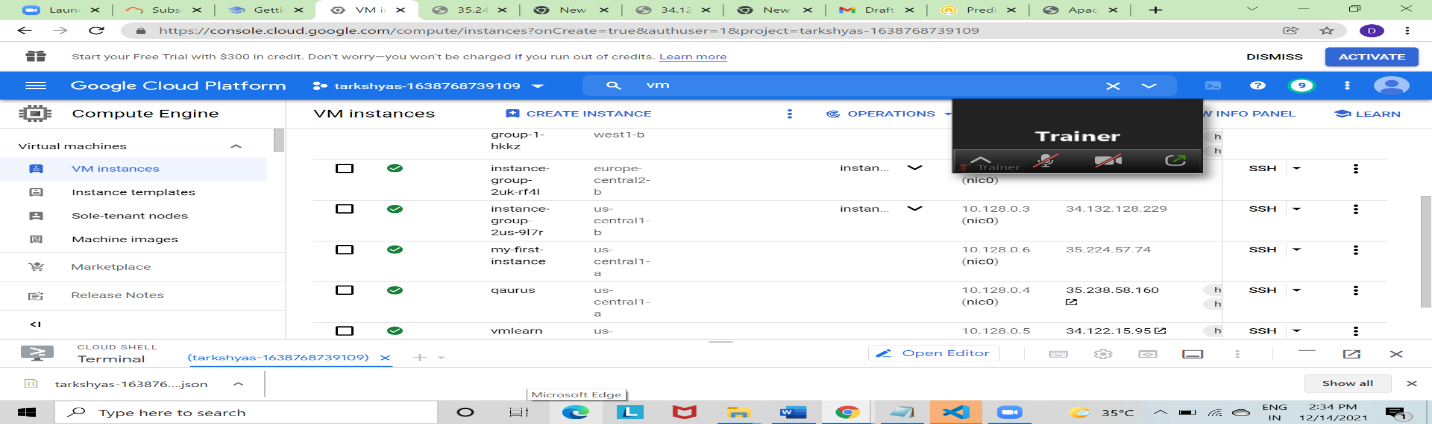 Laun
Subs
Getti
VM i
35.24
New
34.12
New
Draft
Predi
Apac
https://console.cloud.google.com/compute/instances?onCreate=true&authuser=1&project=tarkshyas-1638768739109
D
Start your Free Trial with $300 in credit. Don't worry—you won't be charged if you run out of credits. Learn more
DISMISS
ACTIVATE
Google Cloud Platform
tarkshyas-1638768739109
vm
9
Compute Engine
VM instances
CREATE INSTANCE
OPERATIONS
W INFO PANEL
LEARN
Trainer
Trainer
Virtual machines
VM instances
Instance templates
Sole-tenant nodes
Machine images
Marketplace
Release Notes
group-1-
hkkz
west1-b
h
h
instance-
group-
2uk-rf4l
europe-
central2-
b
instan...
(nic0)
SSH
instance-
group-
2us-9l7r
us-
central1-
b
instan...
10.128.0.3
(nic0)
34.132.128.229
SSH
my-first-
instance
us-
central1-
a
10.128.0.6
(nic0)
35.224.57.74
SSH
qaurus
us-
central1-
a
10.128.0.4
(nic0)
35.238.58.160
h
h
SSH
vmlearn
us-
10.128.0.5
34.122.15.95
h
SSH
CLOUD SHELL
Terminal
(tarkshyas-1638768739109)
Open Editor
tarkshyas-163876....json
Show all
Microsoft Edge
Type here to search
35°C
ENG
IN
2:34 PM
12/14/2021
1